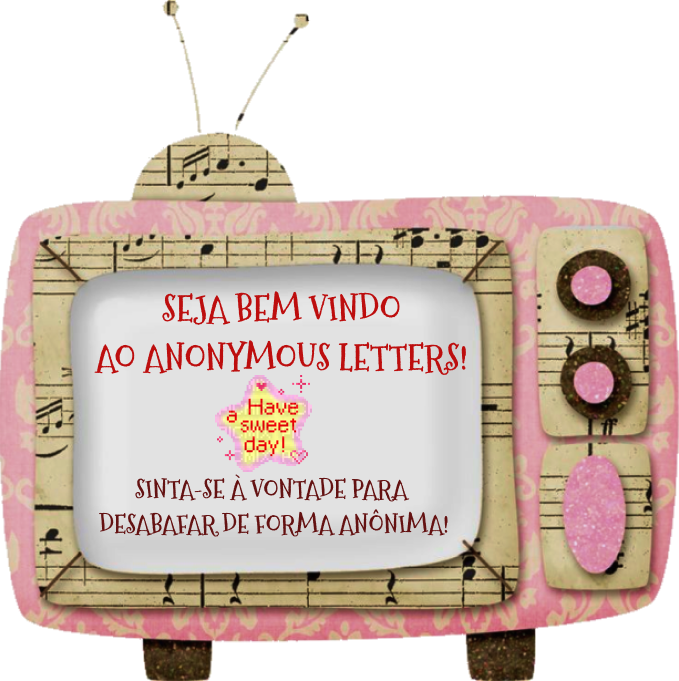 SEJA BEM VINDO
AO ANONYMOUS LETTERS!
a Have
sweet
day!
SINTA-SE À VONTADE PARA
DESABAFAR DE FORMA ANÔNIMA!